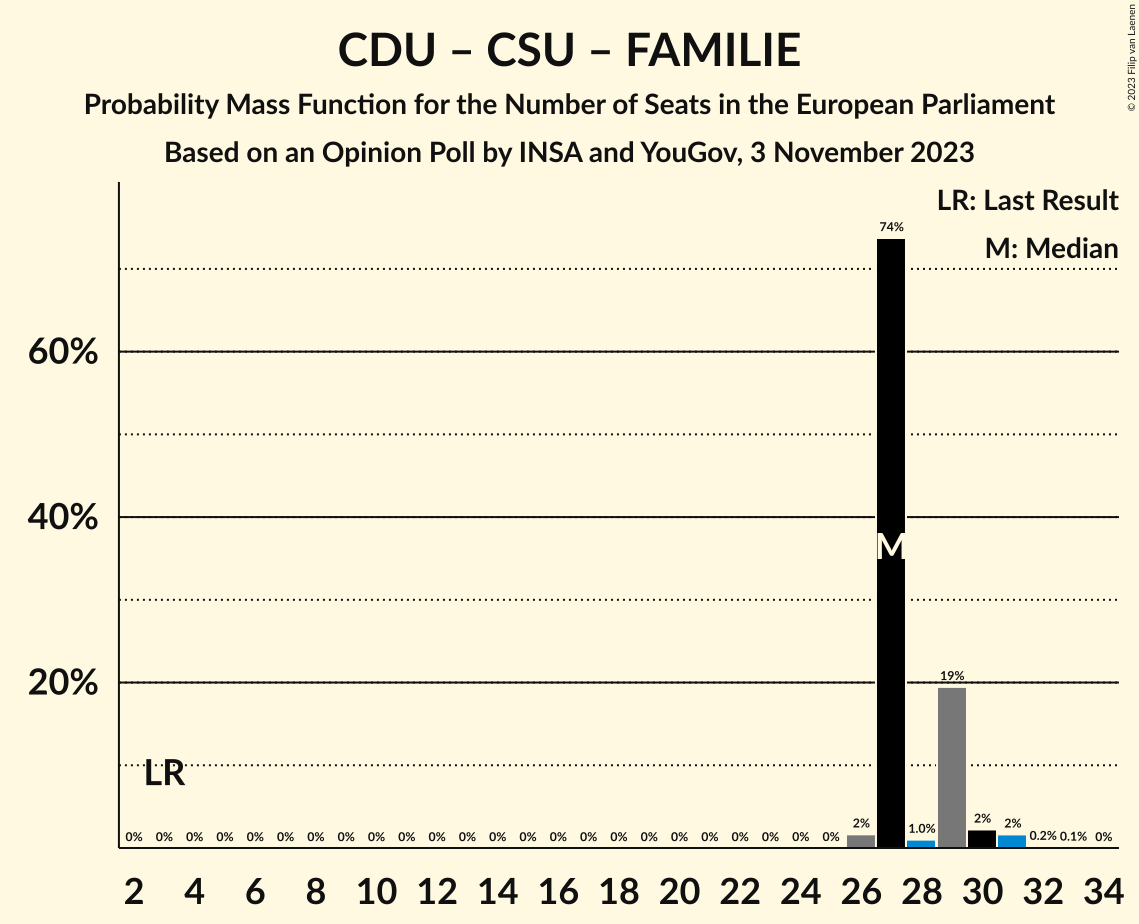 CDU – CSU – FAMILIE
Probability Mass Function for the Number of Seats in the European Parliament
Based on an Opinion Poll by INSA and YouGov, 3 November 2023
© 2023 Filip van Laenen
LR: Last Result
M: Median
74%
60%
40%
M
20%
19%
LR
0% 0% 0% 0% 0% 0% 0% 0% 0% 0% 0% 0% 0% 0% 0% 0% 0% 0% 0% 0% 0% 0% 0% 0% 2% 1.0% 2% 2% 0.2% 0.1% 0%
2 4 6 8 10 12 14 16 18 20 22 24 26 28 30 32 34